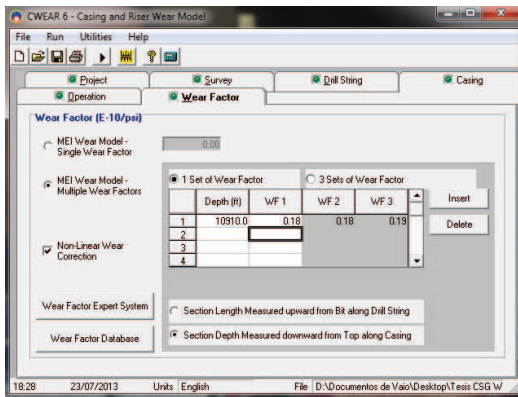 CWEAR 6 - Casing and Riser Wear Model
File Run Utilities Help
Project Survey Drill String Casing
Operation Wear Factor
Wear Factor (E-10/psi)
MEI Wear Model - Single Wear Factor 0.00
MEI Wear Model - Multiple Wear Factors
1 Set of Wear Factor 3 Sets of Wear Factor
Depth (ft) WF 1 WF 2 WF 3
1 10910.0 0.18 0.18 0.19
2
3
4
Insert
Delete
Non-Linear Wear Correction
Wear Factor Expert System
Wear Factor Database
Section Length Measured upward from Bit along Drill String
Section Depth Measured downward from Top along Casing
18:28 23/07/2013 Units English File D:\Documentos de Vaio\Desktop\Tesis CSG W